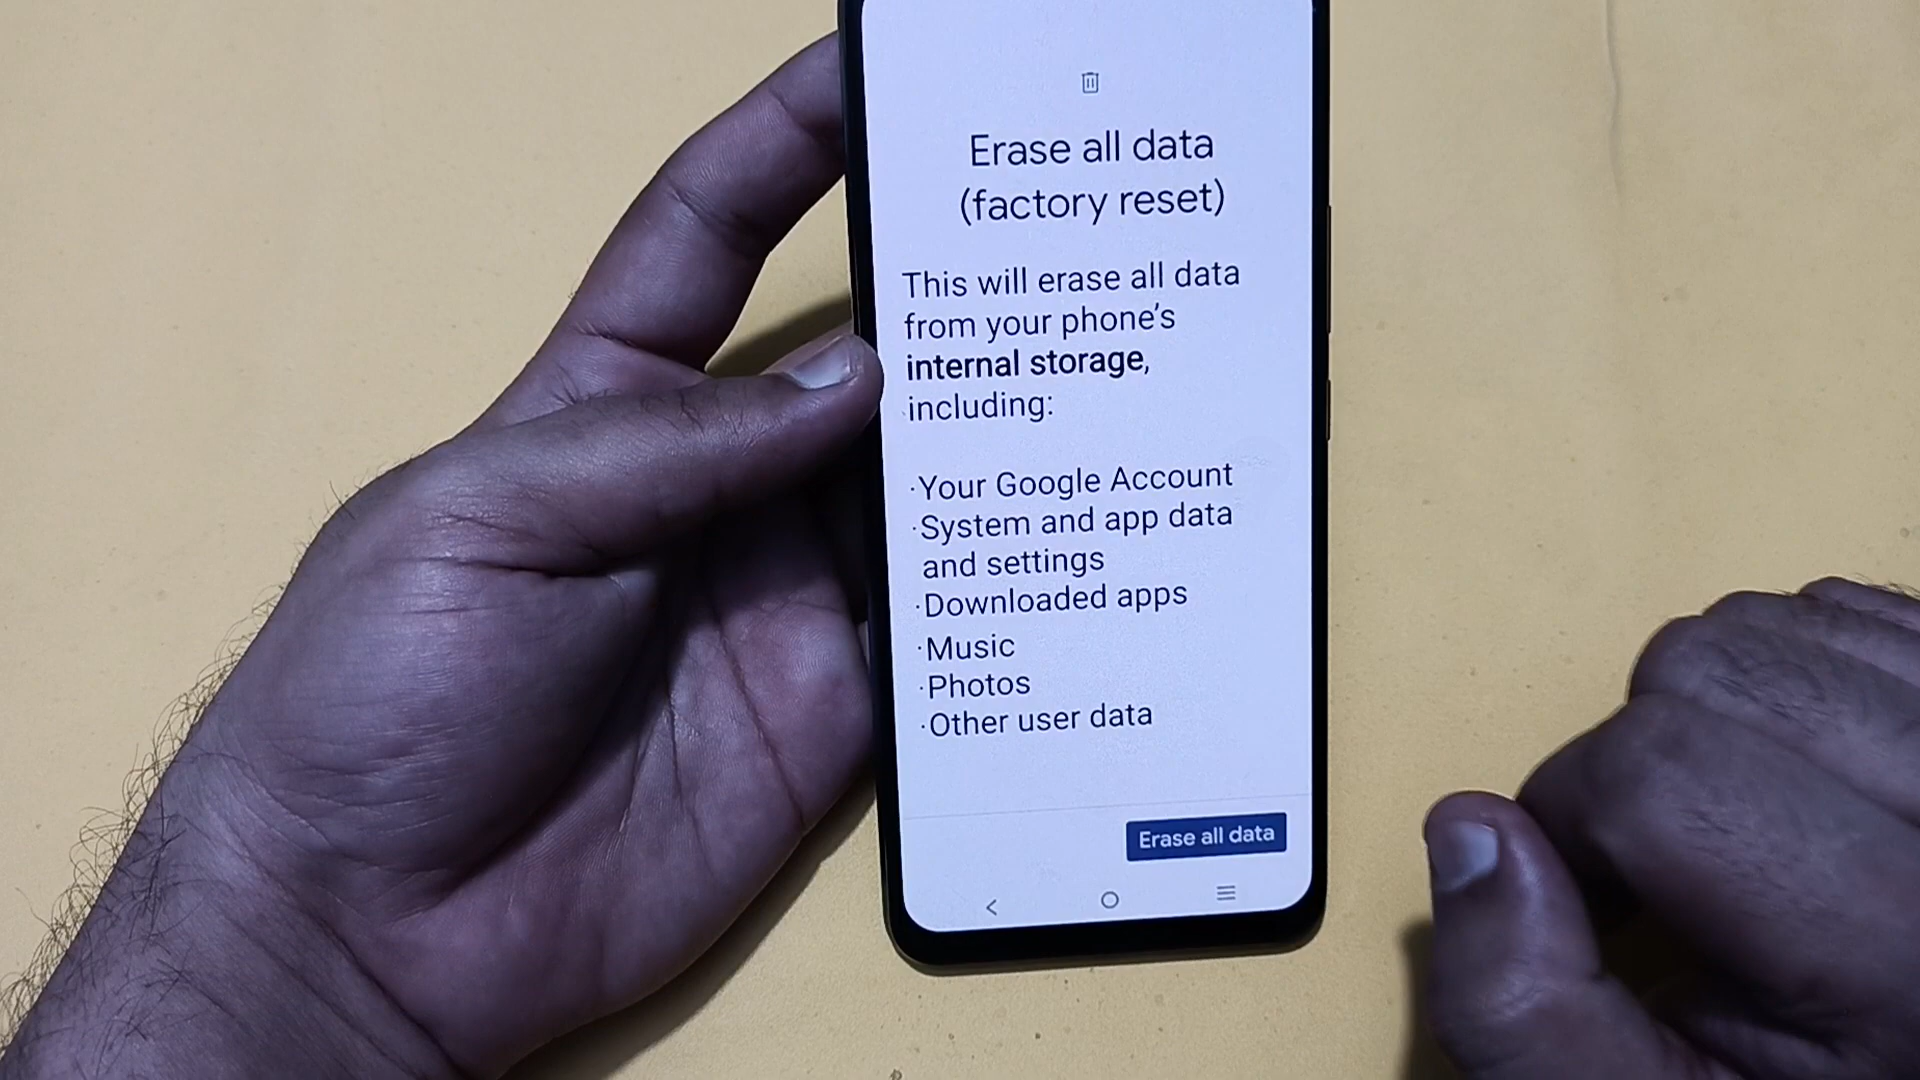 Erase all data
(factory reset)
This will erase all data
from your phone's
internal storage,
including:
·Your Google Account
·System and app data
and settings
·Downloaded apps
·Music
·Photos
·Other user data
Erase all data